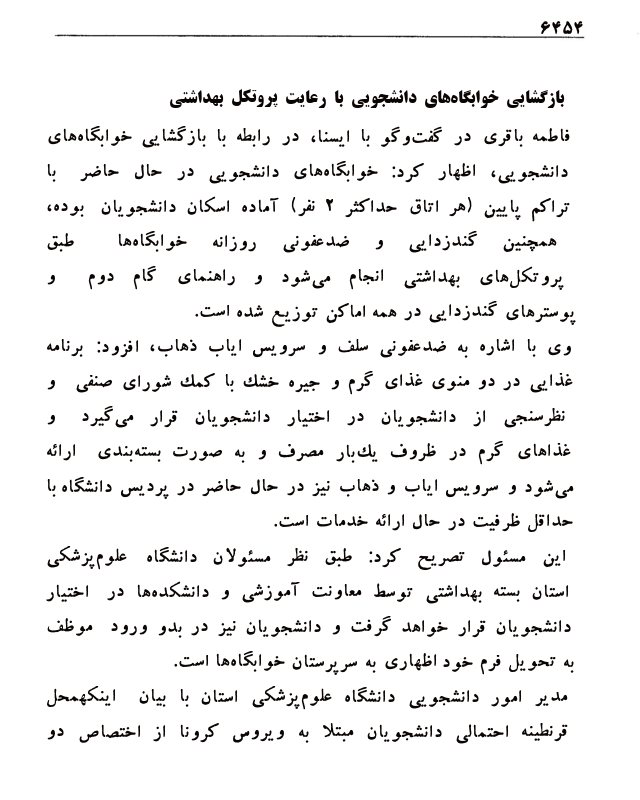 ۶۴۵۴
بازگشایی خوابگاه‌های دانشجویی با رعایت پروتکل بهداشتی
فاطمه باقری در گفت‌وگو با ایسنا، در رابطه با بازگشایی خوابگاه‌های
دانشجویی، اظهار کرد: خوابگاه‌های دانشجویی در حال حاضر با
تراکم پایین (هر اتاق حداکثر ۲ نفر) آماده اسکان دانشجویان بوده،
همچنین گندزدایی و ضدعفونی روزانه خوابگاه‌ها طبق
پروتکل‌های بهداشتی انجام می‌شود و راهنمای گام دوم و
پوسترهای گندزدایی در همه اماکن توزیع شده است.
وی با اشاره به ضدعفونی سلف و سرویس ایاب ذهاب، افزود: برنامه
غذایی در دو منوی غذای گرم و جیره خشك با کمك شورای صنفی و
نظرسنجی از دانشجویان در اختیار دانشجویان قرار می‌گیرد و
غذاهای گرم در ظروف یك‌بار مصرف و به صورت بسته‌بندی ارائه
می‌شود و سرویس ایاب و ذهاب نیز در حال حاضر در پردیس دانشگاه با
حداقل ظرفیت در حال ارائه خدمات است.
این مسئول تصریح کرد: طبق نظر مسئولان دانشگاه علوم‌پزشکی
استان بسته بهداشتی توسط معاونت آموزشی و دانشکده‌ها در اختیار
دانشجویان قرار خواهد گرفت و دانشجویان نیز در بدو ورود موظف
به تحویل فرم خود اظهاری به سرپرستان خوابگاه‌ها است.
مدیر امور دانشجویی دانشگاه علوم‌پزشکی استان با بیان اینکهمحل
قرنطینه احتمالی دانشجویان مبتلا به ویروس کرونا از اختصاص دو